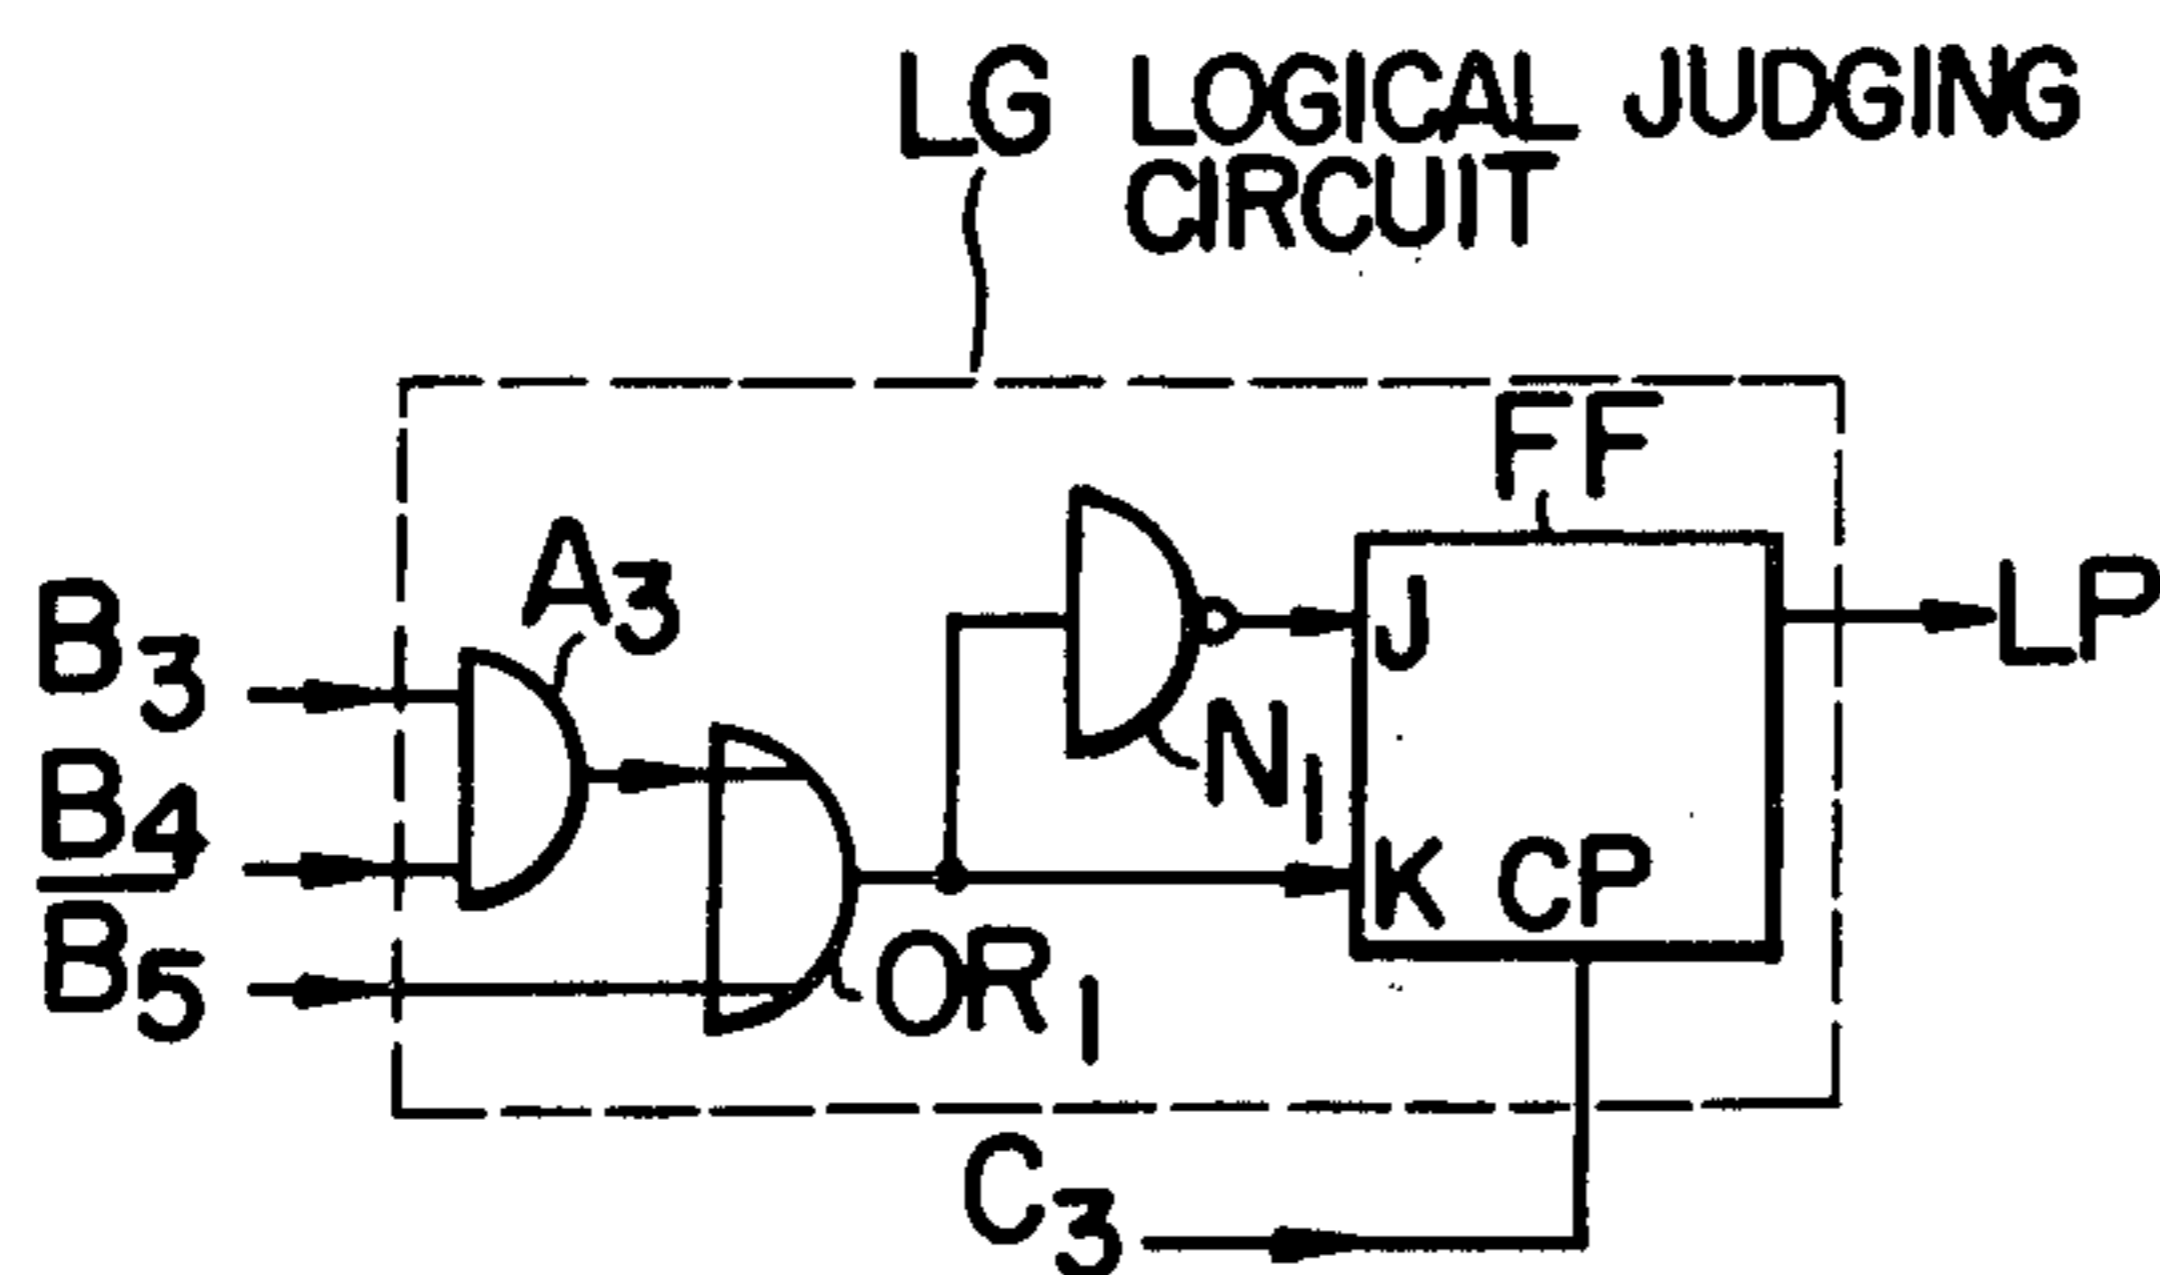 LG LOGICAL JUDGING
CIRCUIT
FF
A3
B3
J
LP
N1
B4
K CP
B5
OR1
C3